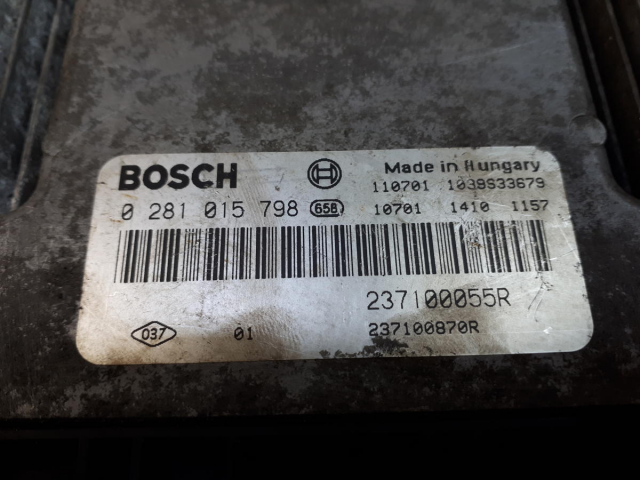 BOSCH Made in Hungary
110701 1039S33679
0 281 015 798 658 10701 1410 1157
237100055R
037 01 237100870R